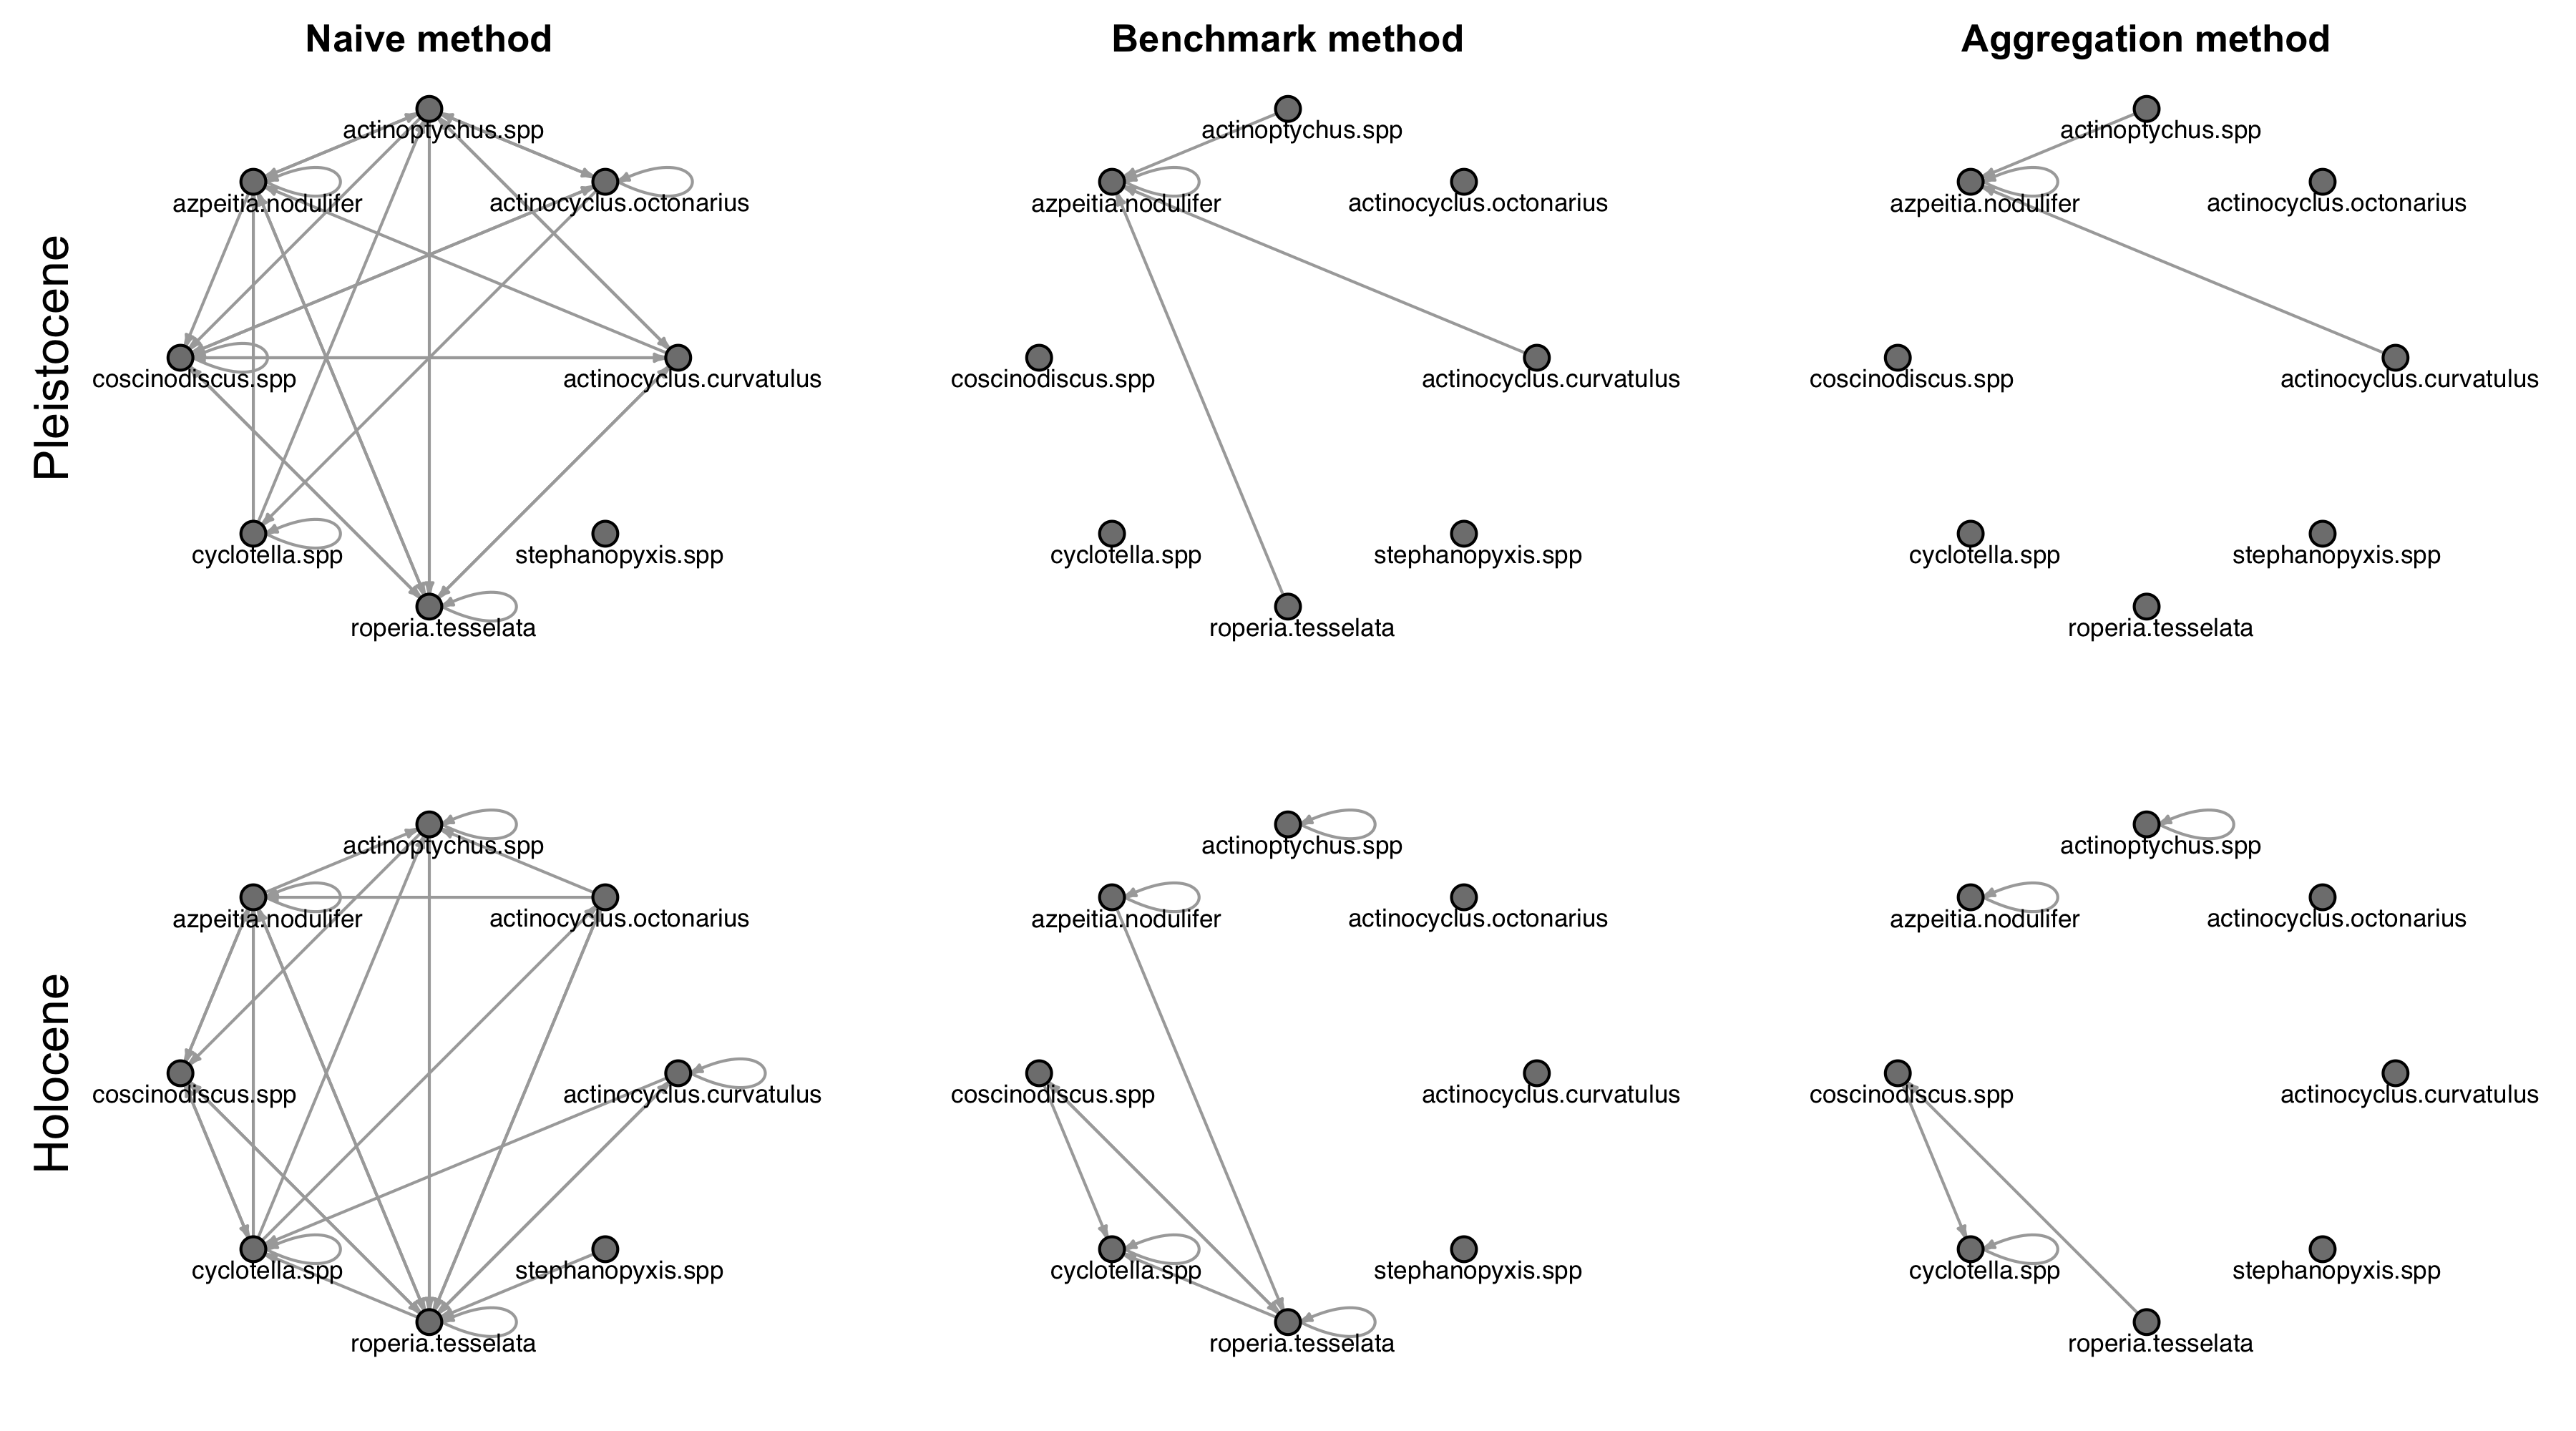 Naive method
Benchmark method
Aggregation method
Pleistocene
actinoptychus.spp
azpeitia.nodulifer
actinocyclus.octonarius
coscinodiscus.spp
actinocyclus.curvatulus
cyclotella.spp
stephanopyxis.spp
roperia.tesselata
actinoptychus.spp
azpeitia.nodulifer
actinocyclus.octonarius
coscinodiscus.spp
actinocyclus.curvatulus
cyclotella.spp
stephanopyxis.spp
roperia.tesselata
actinoptychus.spp
azpeitia.nodulifer
actinocyclus.octonarius
coscinodiscus.spp
actinocyclus.curvatulus
cyclotella.spp
stephanopyxis.spp
roperia.tesselata
Holocene
actinoptychus.spp
azpeitia.nodulifer
actinocyclus.octonarius
coscinodiscus.spp
actinocyclus.curvatulus
cyclotella.spp
stephanopyxis.spp
roperia.tesselata
actinoptychus.spp
azpeitia.nodulifer
actinocyclus.octonarius
coscinodiscus.spp
actinocyclus.curvatulus
cyclotella.spp
stephanopyxis.spp
roperia.tesselata
actinoptychus.spp
azpeitia.nodulifer
actinocyclus.octonarius
coscinodiscus.spp
actinocyclus.curvatulus
cyclotella.spp
stephanopyxis.spp
roperia.tesselata